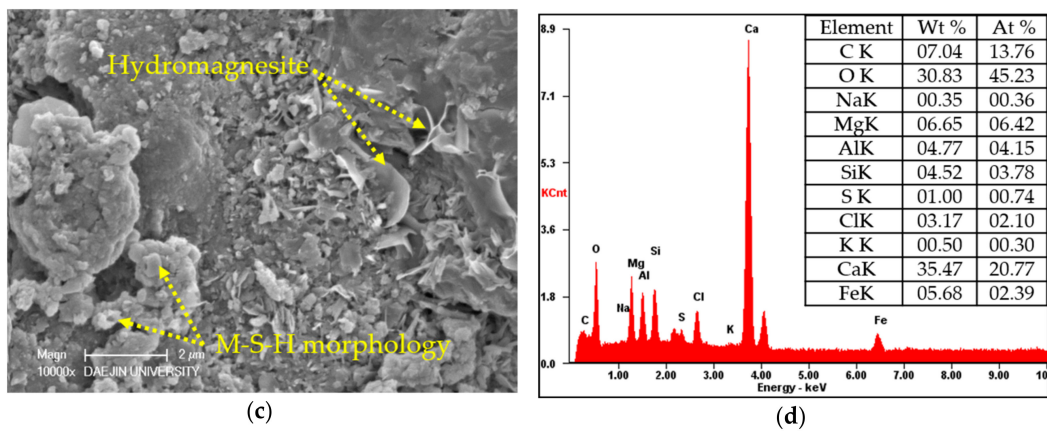 Hydromagnesite
M-S-H morphology
Magn
2 μm
10000x DAEJIN UNIVERSITY
(c)
8.9
7.1
5.3
KCnt
3.6
1.8
0.0
C
O
Na
Mg
Al
Si
S
Cl
K
Ca
Fe
1.00 2.00 3.00 4.00 5.00 6.00 7.00 8.00 9.00 10
Energy - keV
Element Wt % At %
C K 07.04 13.76
O K 30.83 45.23
NaK 00.35 00.36
MgK 06.65 06.42
AlK 04.77 04.15
SiK 04.52 03.78
S K 01.00 00.74
ClK 03.17 02.10
K K 00.50 00.30
CaK 35.47 20.77
FeK 05.68 02.39
(d)